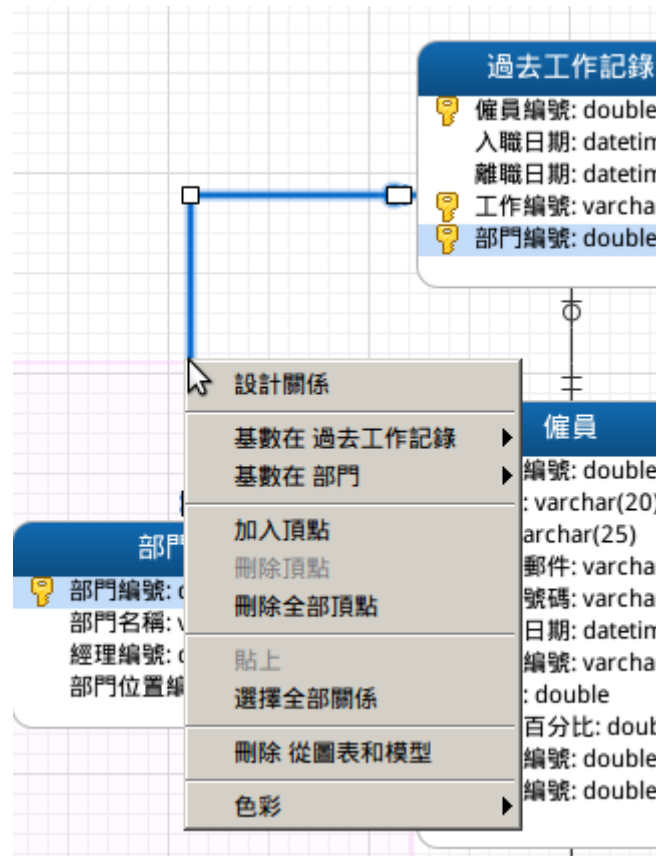 過去工作記錄
僱員編號: double
入職日期: datetim
離職日期: datetim
工作編號: varcha
部門編號: double
設計關係
基數在 過去工作記錄
基數在 部門
加入頂點
刪除頂點
刪除全部頂點
貼上
選擇全部關係
刪除 從圖表和模型
色彩
僱員
編號: double
: varchar(20)
archar(25)
郵件: varcha
號碼: varcha
日期: datetim
編號: varcha
: double
百分比: doub
編號: double
編號: double
部門
部門編號:
部門名稱:
經理編號:
部門位置編